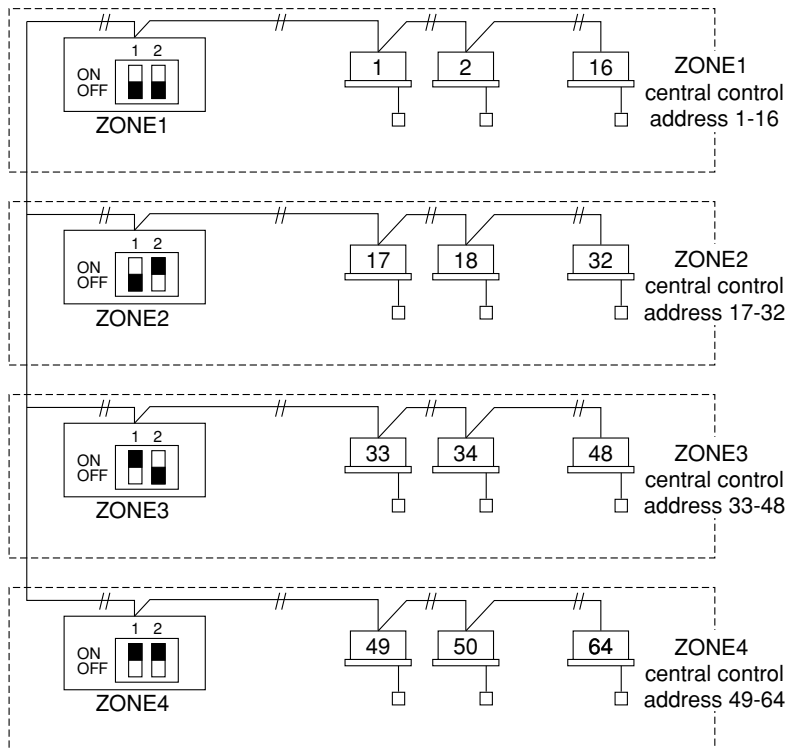 1 2
ON
OFF
ZONE1
1
2
16
ZONE1
central control
address 1-16
1 2
ON
OFF
ZONE2
17
18
32
ZONE2
central control
address 17-32
1 2
ON
OFF
ZONE3
33
34
48
ZONE3
central control
address 33-48
1 2
ON
OFF
ZONE4
49
50
64
ZONE4
central control
address 49-64